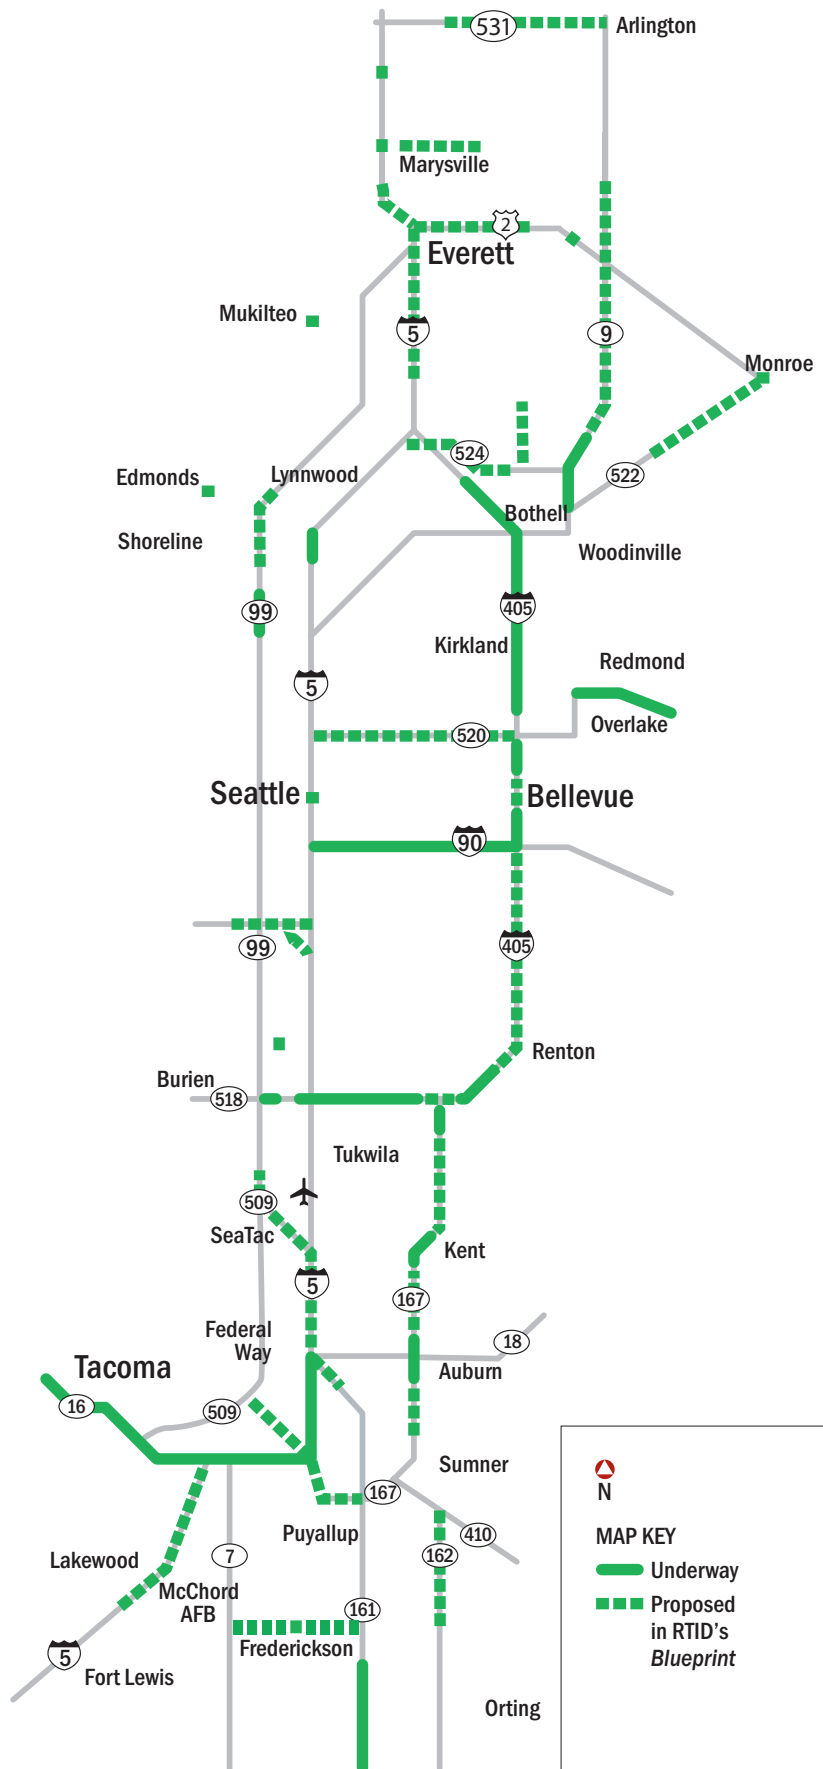 531
Arlington
Marysville
2
Everett
Mukilteo
5
9
Monroe
524
Lynnwood
Edmonds
522
Bothell
Shoreline
Woodinville
99
405
Kirkland
Redmond
5
Overlake
520
Seattle
Bellevue
90
99
405
Renton
Burien
518
Tukwila
509
SeaTac
Kent
5
167
Federal
Way
18
Auburn
Tacoma
16
509
Sumner
167
Puyallup
410
Lakewood
7
162
McChord
AFB
161
Frederickson
5
Fort Lewis
Orting
N
MAP KEY
Underway
Proposed
in RTID's
Blueprint